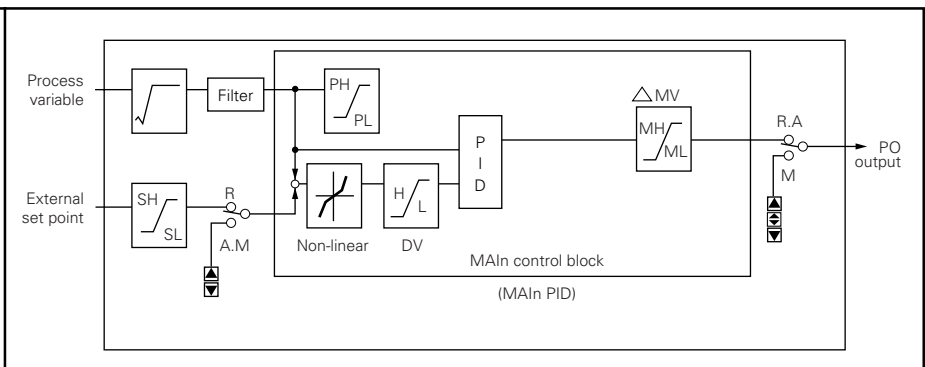 Process
variable
Filter
PH
PL
△MV
MH
ML
R.A
M
PO
output
P
I
D
External
set point
SH
SL
R
A.M
H
L
Non-linear
DV
MAIn control block
(MAIn PID)